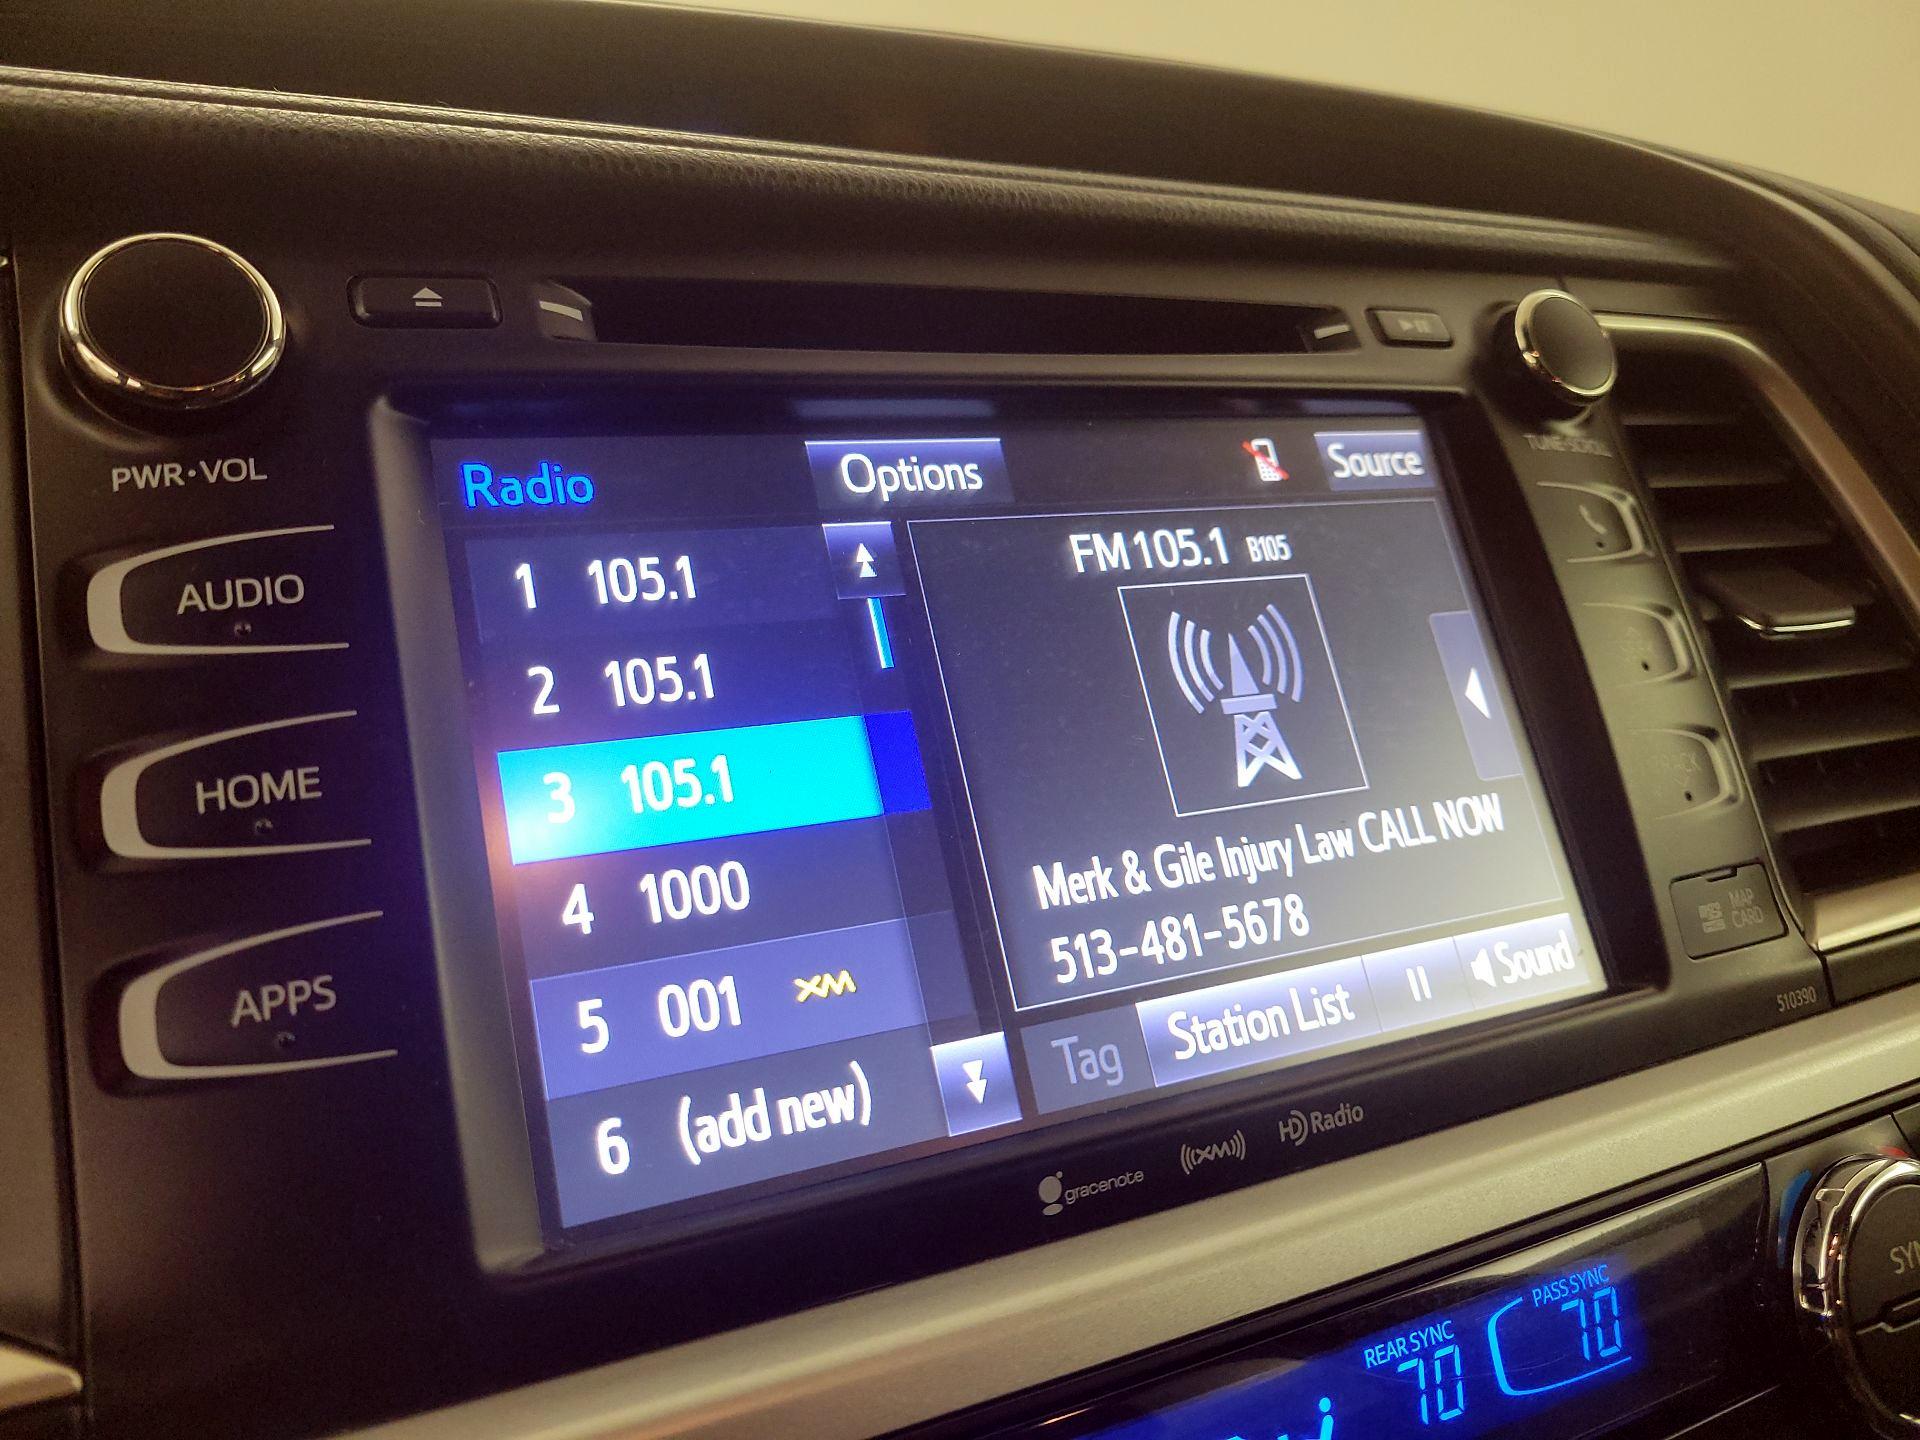 PWR•VOL
TUNE•SCROLL
AUDIO
HOME
APPS
Radio
Options
Source
1 105.1
2 105.1
3 105.1
4 1000
5 001 XM
6 (add new)
FM 105.1 B105
Merk & Gile Injury Law CALL NOW
513-481-5678
Tag
Station List
Sound
MAP
CARD
510390
gracenote
((XM))
HD Radio
REAR SYNC
70
PASS SYNC
70